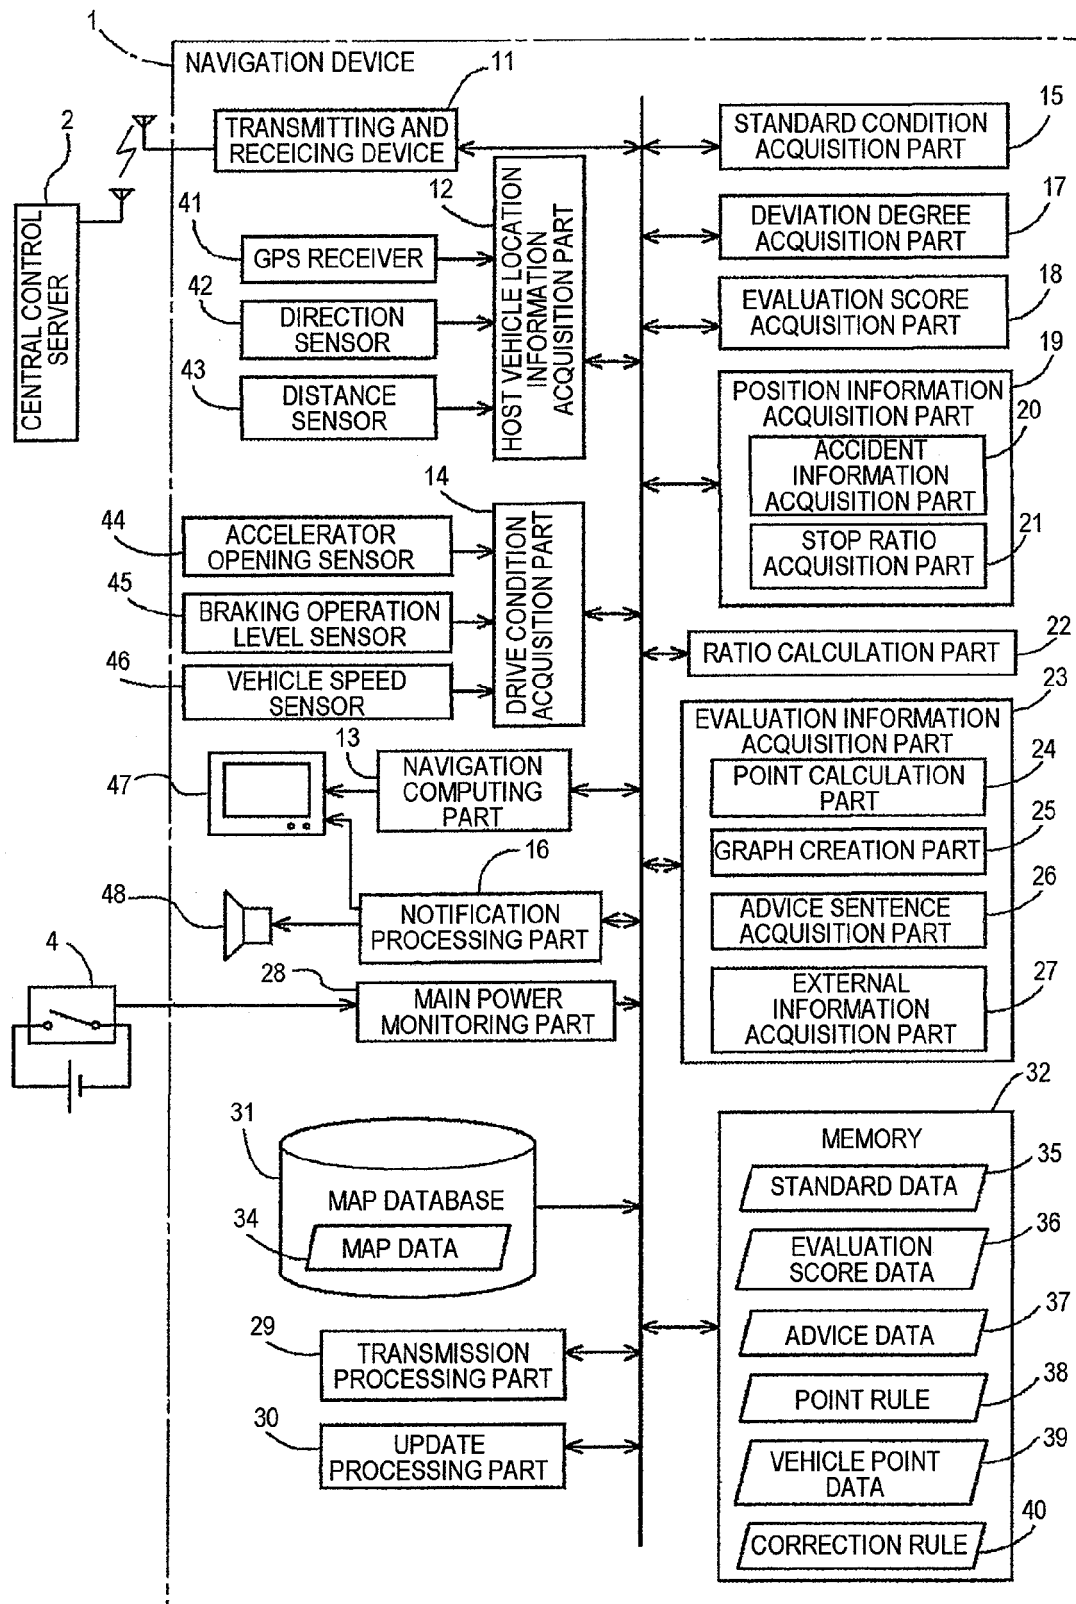 1
NAVIGATION DEVICE
11
TRANSMITTING AND
RECEICING DEVICE
2
CENTRAL CONTROL
SERVER
12
HOST VEHICLE LOCATION
INFORMATION
ACQUISITION PART
41
GPS RECEIVER
42
DIRECTION
SENSOR
43
DISTANCE
SENSOR
14
DRIVE CONDITION
ACQUISITION PART
44
ACCELERATOR
OPENING SENSOR
45
BRAKING OPERATION
LEVEL SENSOR
46
VEHICLE SPEED
SENSOR
13
NAVIGATION
COMPUTING
PART
47
16
NOTIFICATION
PROCESSING PART
48
4
28
MAIN POWER
MONITORING PART
31
MAP DATABASE
34
MAP DATA
29
TRANSMISSION
PROCESSING PART
30
UPDATE
PROCESSING PART
15
STANDARD CONDITION
ACQUISITION PART
17
DEVIATION DEGREE
ACQUISITION PART
18
EVALUATION SCORE
ACQUISITION PART
19
POSITION INFORMATION
ACQUISITION PART
20
ACCIDENT
INFORMATION
ACQUISITION PART
21
STOP RATIO
ACQUISITION PART
22
RATIO CALCULATION PART
23
EVALUATION INFORMATION
ACQUISITION PART
24
POINT CALCULATION
PART
25
GRAPH CREATION PART
26
ADVICE SENTENCE
ACQUISITION PART
27
EXTERNAL
INFORMATION
ACQUISITION PART
32
MEMORY
35
STANDARD DATA
36
EVALUATION
SCORE DATA
37
ADVICE DATA
38
POINT RULE
39
VEHICLE POINT
DATA
40
CORRECTION RULE